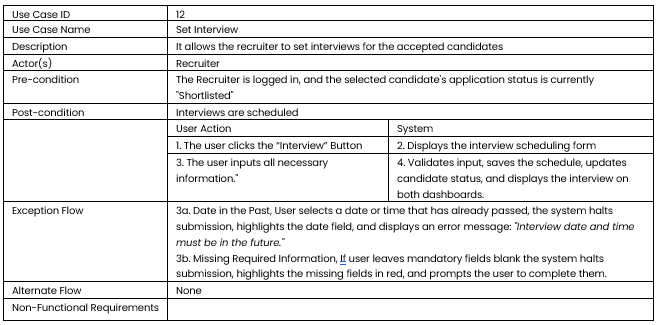 Use Case ID 12
Use Case Name Set Interview
Description It allows the recruiter to set interviews for the accepted candidates
Actor(s) Recruiter
Pre-condition The Recruiter is logged in, and the selected candidate's application status is currently
"Shortlisted"
Post-condition Interviews are scheduled
User Action System
1. The user clicks the “Interview” Button 2. Displays the interview scheduling form
3. The user inputs all necessary 4. Validates input, saves the schedule, updates
information." candidate status, and displays the interview on
both dashboards.
Exception Flow 3a. Date in the Past, User selects a date or time that has already passed, the system halts
submission, highlights the date field, and displays an error message: "Interview date and time
must be in the future."
3b. Missing Required Information, If user leaves mandatory fields blank the system halts
submission, highlights the missing fields in red, and prompts the user to complete them.
Alternate Flow None
Non-Functional Requirements